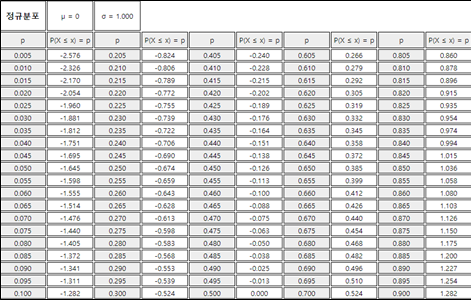 정규분포 μ = 0 σ = 1.000
p P(X ≤ x) = p p P(X ≤ x) = p p P(X ≤ x) = p p P(X ≤ x) = p p P(X ≤ x) = p
0.005 -2.576 0.205 -0.824 0.405 -0.240 0.605 0.266 0.805 0.860
0.010 -2.326 0.210 -0.806 0.410 -0.228 0.610 0.279 0.810 0.878
0.015 -2.170 0.215 -0.789 0.415 -0.215 0.615 0.292 0.815 0.896
0.020 -2.054 0.220 -0.772 0.420 -0.202 0.620 0.305 0.820 0.915
0.025 -1.960 0.225 -0.755 0.425 -0.189 0.625 0.319 0.825 0.935
0.030 -1.881 0.230 -0.739 0.430 -0.176 0.630 0.332 0.830 0.954
0.035 -1.812 0.235 -0.722 0.435 -0.164 0.635 0.345 0.835 0.974
0.040 -1.751 0.240 -0.706 0.440 -0.151 0.640 0.358 0.840 0.994
0.045 -1.695 0.245 -0.690 0.445 -0.138 0.645 0.372 0.845 1.015
0.050 -1.645 0.250 -0.674 0.450 -0.126 0.650 0.385 0.850 1.036
0.055 -1.598 0.255 -0.659 0.455 -0.113 0.655 0.399 0.855 1.058
0.060 -1.555 0.260 -0.643 0.460 -0.100 0.660 0.412 0.860 1.080
0.065 -1.514 0.265 -0.628 0.465 -0.088 0.665 0.426 0.865 1.103
0.070 -1.476 0.270 -0.613 0.470 -0.075 0.670 0.440 0.870 1.126
0.075 -1.440 0.275 -0.598 0.475 -0.063 0.675 0.454 0.875 1.150
0.080 -1.405 0.280 -0.583 0.480 -0.050 0.680 0.468 0.880 1.175
0.085 -1.372 0.285 -0.568 0.485 -0.038 0.685 0.482 0.885 1.200
0.090 -1.341 0.290 -0.553 0.490 -0.025 0.690 0.496 0.890 1.227
0.095 -1.311 0.295 -0.539 0.495 -0.013 0.695 0.510 0.895 1.254
0.100 -1.282 0.300 -0.524 0.500 0.000 0.700 0.524 0.900 1.282